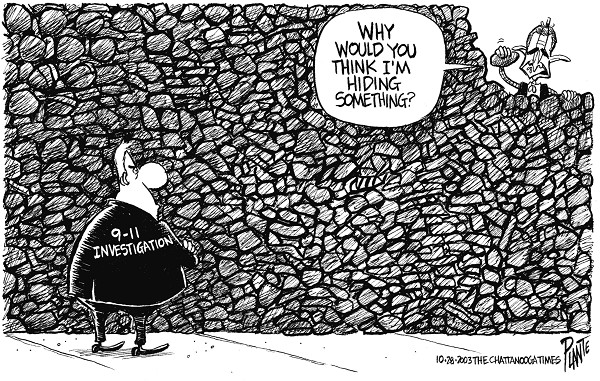 WHY
WOULD YOU
THINK I'M
HIDING
SOMETHING?
9-11
INVESTIGATION
10-28-2003 THE CHATTANOOGA TIMES
PLANTE